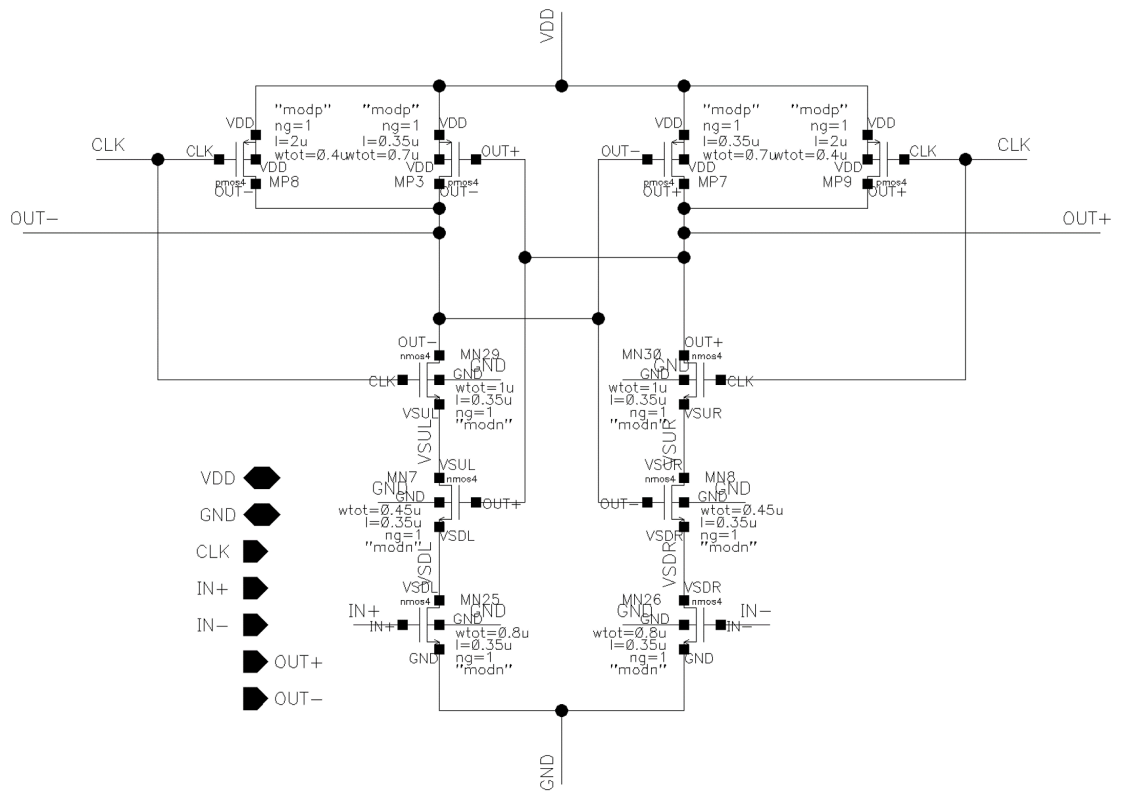 VDD
"modp" "modp" "modp" "modp"
ng=1 ng=1 ng=1 ng=1
l=2u l=0.35u l=0.35u l=2u
wtot=0.4u wtot=0.7u wtot=0.7u wtot=0.4u
VDD VDD VDD VDD
CLK CLK OUT+ OUT- CLK CLK
VDD VDD VDD VDD
pmos4 MP8 MP3 pmos4 pmos4 MP7 MP9 pmos4
OUT- OUT- OUT+ OUT+
OUT- OUT+
OUT- OUT+
nmos4 MN29 MN30 nmos4
GND GND
CLK GND GND CLK
wtot=1u wtot=1u
l=0.35u l=0.35u
VSUL ng=1 ng=1 VSUR
"modn" "modn"
VSUL VSUR
VDD VSUL VSUR
MN7 nmos4 nmos4 MN8
GND GND
GND OUT+ OUT- GND
GND wtot=0.45u wtot=0.45u
l=0.35u l=0.35u
ng=1 VSDL VSDR ng=1
"modn" "modn"
CLK VSDL VSDR
IN+ VSDL VSDR
nmos4 MN25 MN26 nmos4
IN+ GND GND IN-
IN- IN+ GND GND IN-
wtot=0.8u wtot=0.8u
l=0.35u l=0.35u
GND ng=1 ng=1 GND
OUT+ "modn" "modn"
OUT-
GND